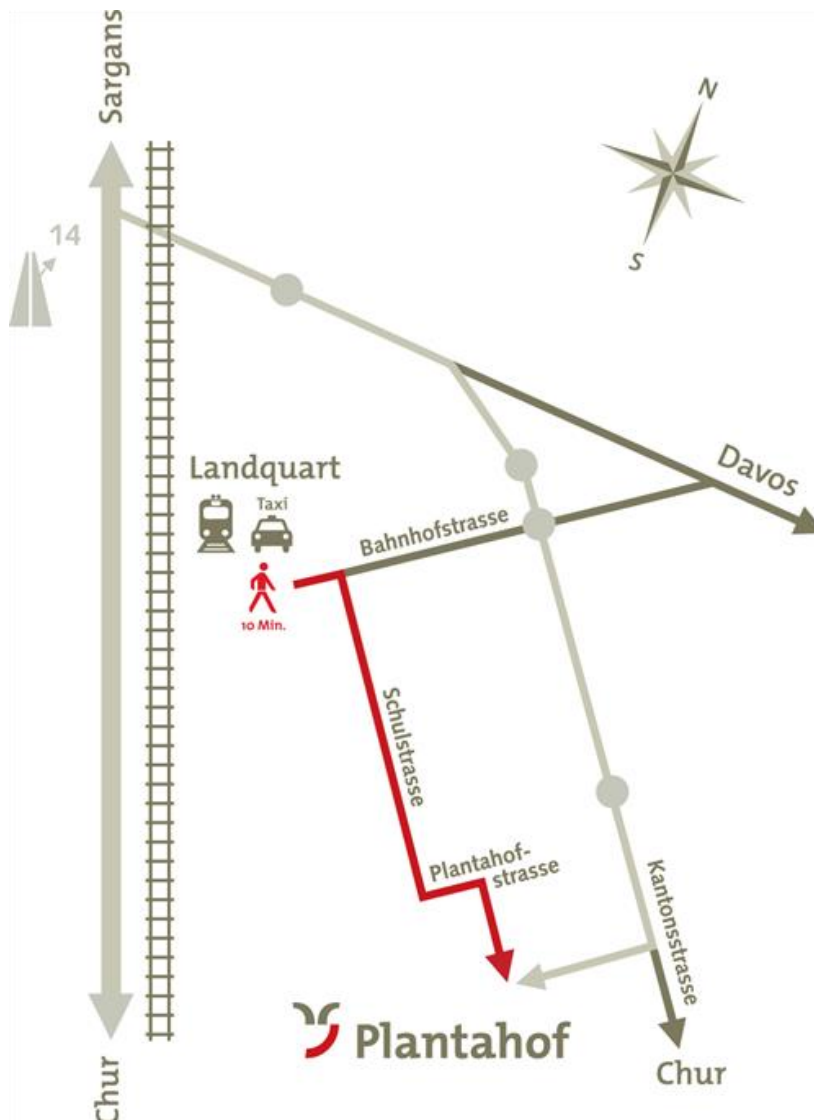 Sargans
N
14
S
Landquart
Davos
Taxi
Bahnhofstrasse
10 Min.
Schulstrasse
Plantahof-
strasse
Kantonsstrasse
Plantahof
Chur
Chur